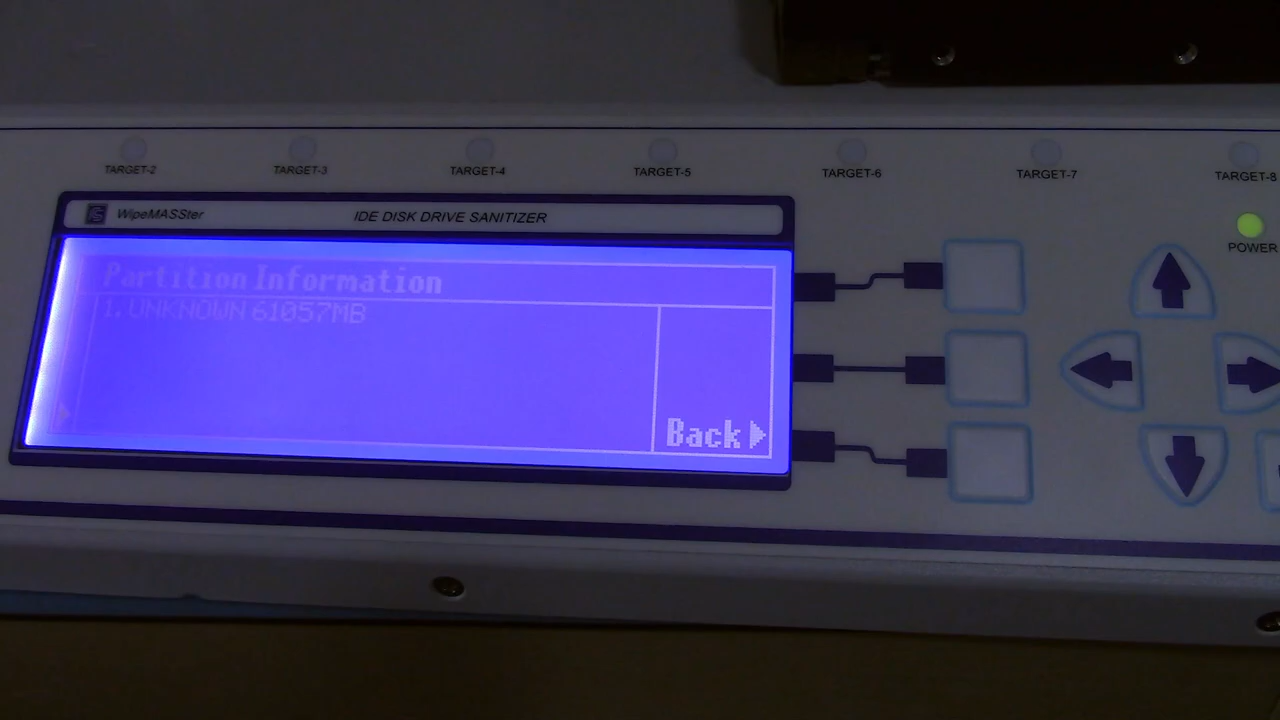 TARGET-2 TARGET-3 TARGET-4 TARGET-5 TARGET-6 TARGET-7 TARGET-8
WipeMASSter IDE DISK DRIVE SANITIZER
POWER
Partition Information
1. UNKNOWN 61057MB
Back